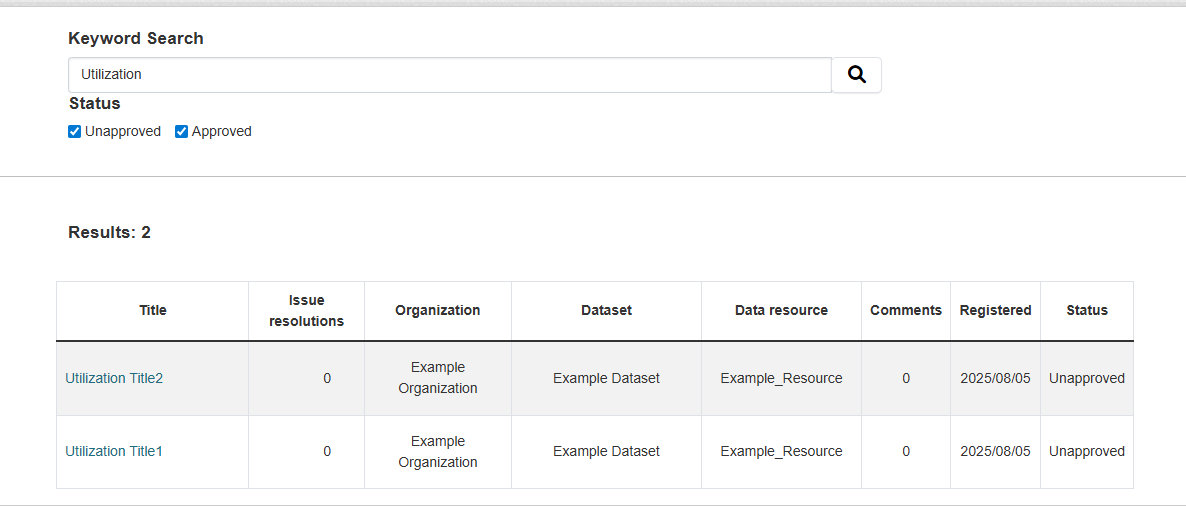 Keyword Search
Utilization
Status
Unapproved Approved
Results: 2
Title Issue resolutions Organization Dataset Data resource Comments Registered Status
Utilization Title2 0 Example Organization Example Dataset Example_Resource 0 2025/08/05 Unapproved
Utilization Title1 0 Example Organization Example Dataset Example_Resource 0 2025/08/05 Unapproved